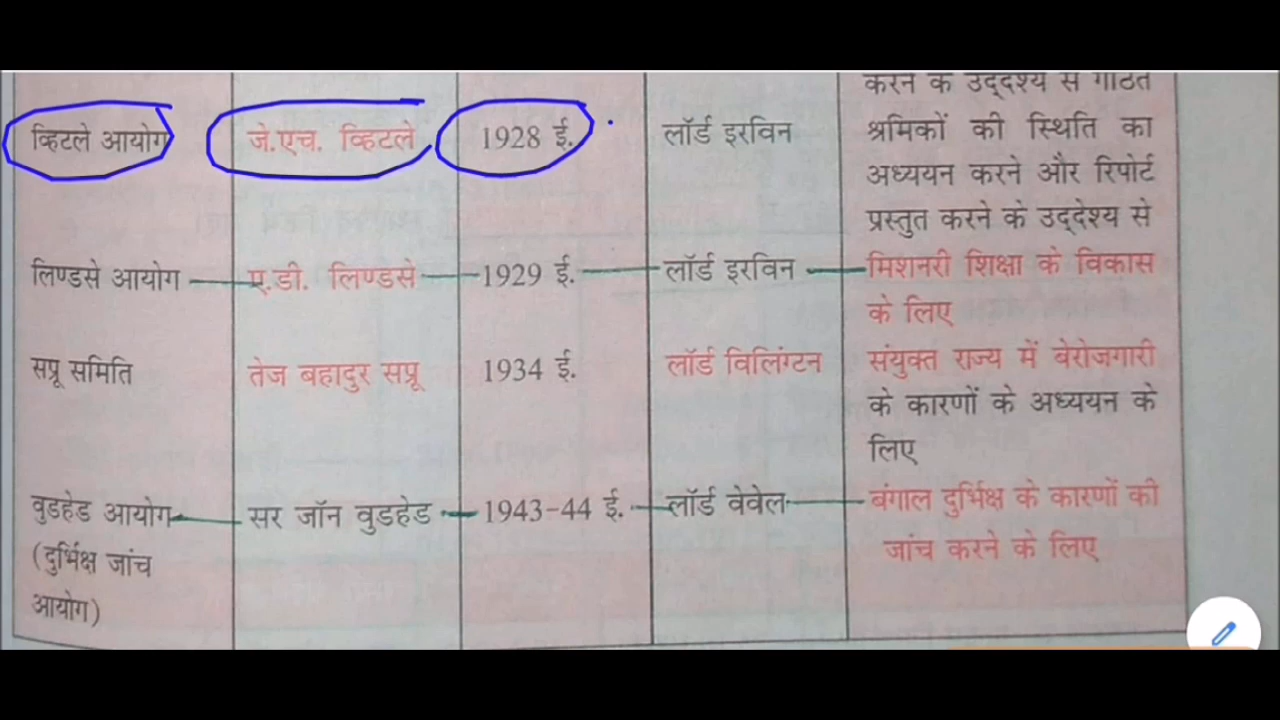 करने के उद्देश्य से गठित
व्हिटले आयोग जे.एच. व्हिटले 1928 ई. लॉर्ड इरविन श्रमिकों की स्थिति का
अध्ययन करने और रिपोर्ट
प्रस्तुत करने के उद्देश्य से
लिण्डसे आयोग ए.डी. लिण्डसे 1929 ई. लॉर्ड इरविन मिशनरी शिक्षा के विकास
के लिए
सप्रू समिति तेज बहादुर सप्रू 1934 ई. लॉर्ड विलिंग्टन संयुक्त राज्य में बेरोजगारी
के कारणों के अध्ययन के
लिए
वुडहेड आयोग सर जॉन वुडहेड 1943-44 ई. लॉर्ड वेवेल बंगाल दुर्भिक्ष के कारणों की
(दुर्भिक्ष जांच जांच करने के लिए
आयोग)